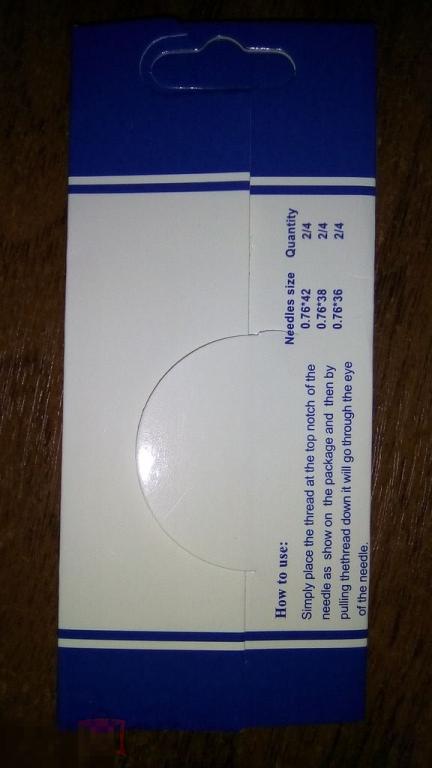 How to use:
Simply place the thread at the top notch of the
needle as show on the package and then by
pulling thethread down it will go through the eye
of the needle.
Needles size Quantity
0.76*42 2/4
0.76*38 2/4
0.76*36 2/4